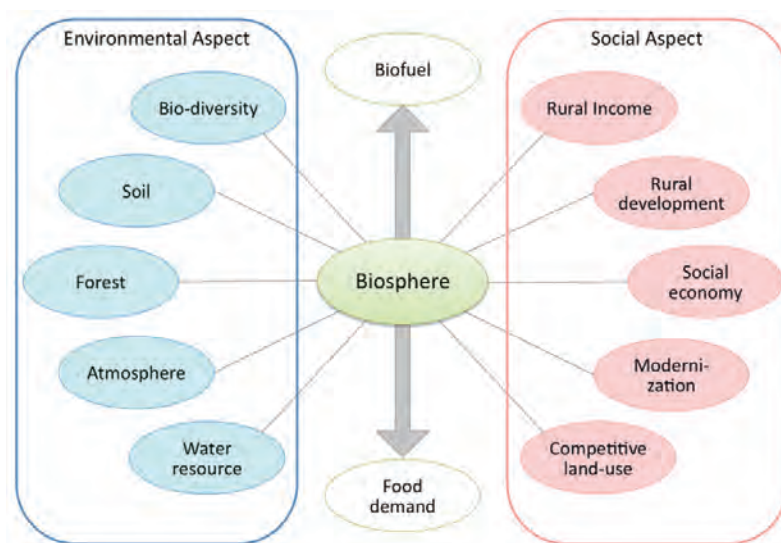 Environmental Aspect
Bio-diversity
Soil
Forest
Atmosphere
Water
resource
Biofuel
Biosphere
Food
demand
Social Aspect
Rural Income
Rural
development
Social
economy
Moderni-
zation
Competitive
land-use